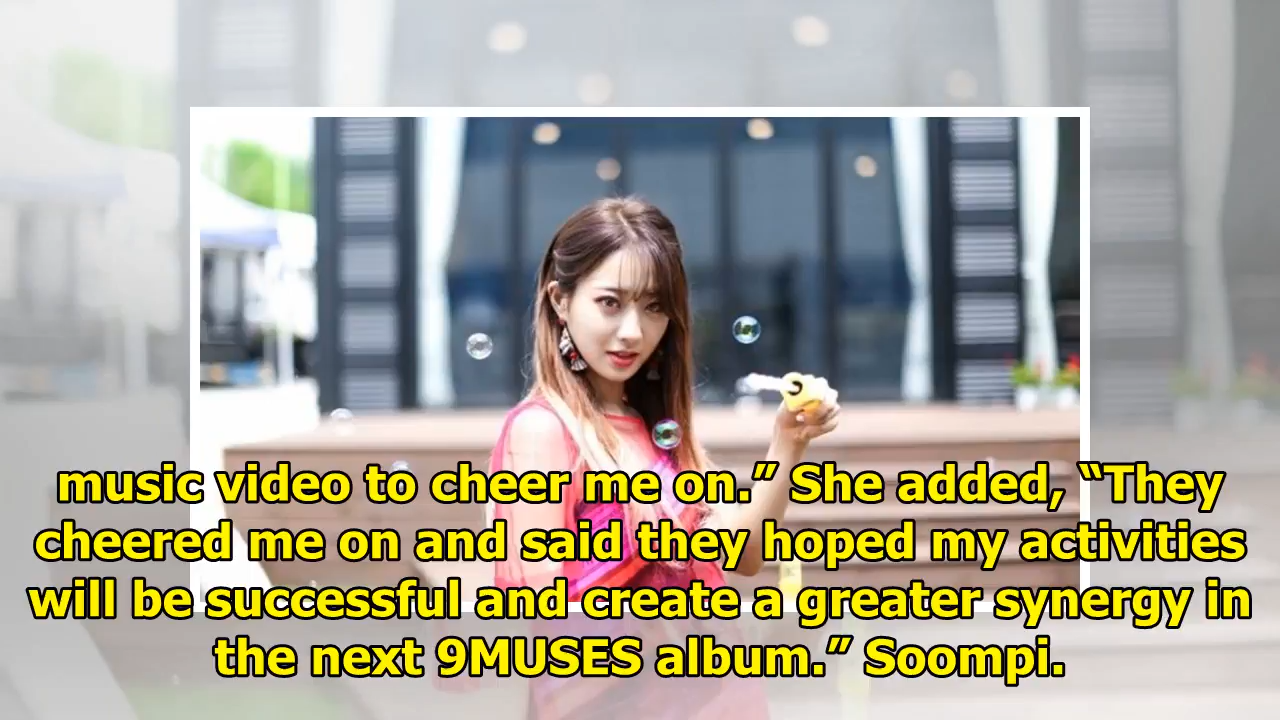 music video to cheer me on.” She added, “They
cheered me on and said they hoped my activities
will be successful and create a greater synergy in
the next 9MUSES album.” Soompi.